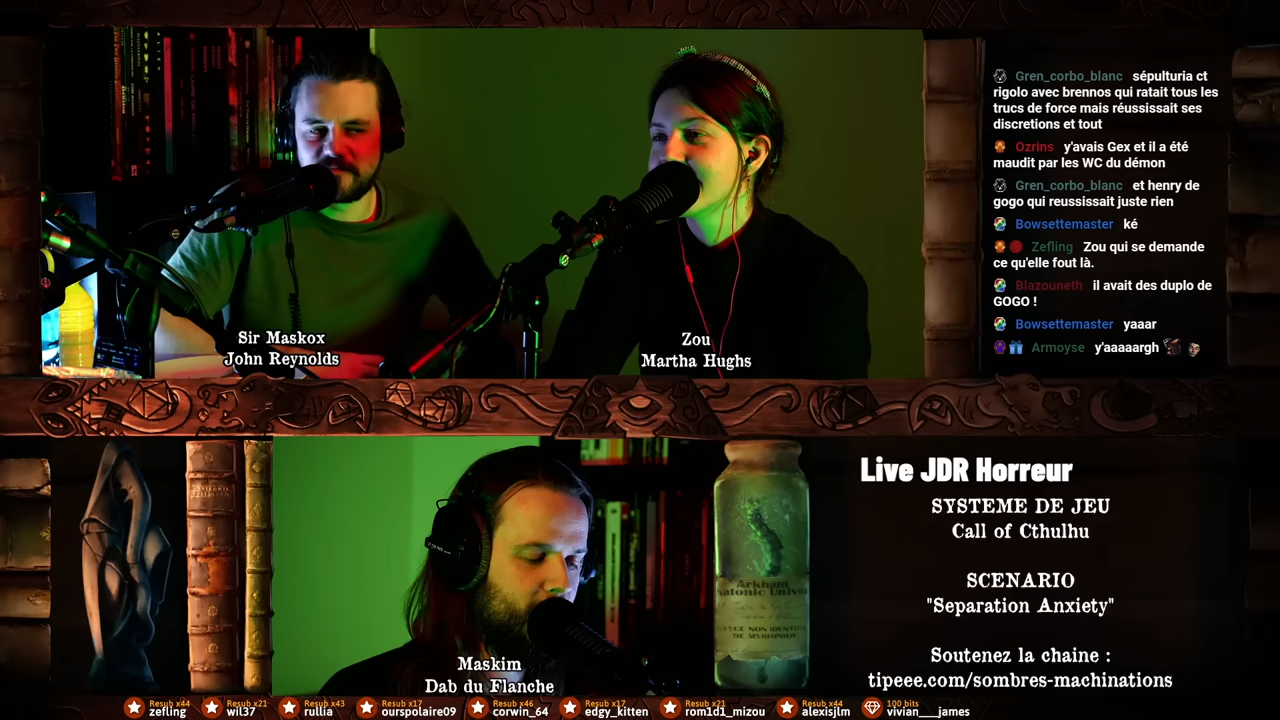 Gren_corbo_blanc sépulturia ct
rigolo avec brennos qui ratait tous les
trucs de force mais réussissait ses
discretions et tout
Ozrins y'avais Gex et il a été
maudit par les WC du démon
Gren_corbo_blanc et henry de
gogo qui reussissait juste rien
Bowsettemaster ké
Zefling Zou qui se demande
ce qu'elle fout là.
Blazouneth il avait des duplo de
GOGO !
Bowsettemaster yaaar
Armoyse y'aaaaargh
Sir Maskox
John Reynolds
Zou
Martha Hughs
Maskim
Dab du Flanche
Arkham
Live JDR Horreur
SYSTEME DE JEU
Call of Cthulhu
SCENARIO
"Separation Anxiety"
Soutenez la chaine :
tipeee.com/sombres-machinations
Resub x44
zefling
Resub x21
wil37
Resub x43
rullia
Resub x17
ourspolaire09
Resub x46
corwin_64
Resub x17
edgy_kitten
Resub x21
rom1d1_mizou
Resub x44
alexisjlm
100 bits
vivian___james